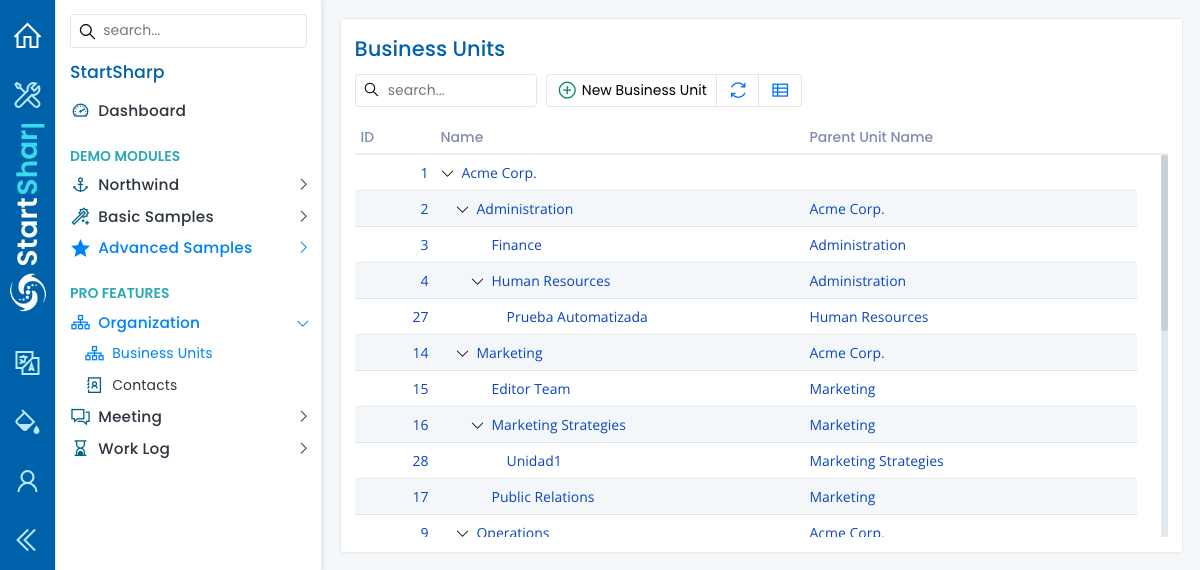 StartSharp
search...
StartSharp
Dashboard
DEMO MODULES
Northwind
Basic Samples
Advanced Samples
PRO FEATURES
Organization
Business Units
Contacts
Meeting
Work Log
Business Units
search...
New Business Unit
ID Name Parent Unit Name
1 Acme Corp.
2 Administration Acme Corp.
3 Finance Administration
4 Human Resources Administration
27 Prueba Automatizada Human Resources
14 Marketing Acme Corp.
15 Editor Team Marketing
16 Marketing Strategies Marketing
28 Unidad1 Marketing Strategies
17 Public Relations Marketing
9 Operations Acme Corp.